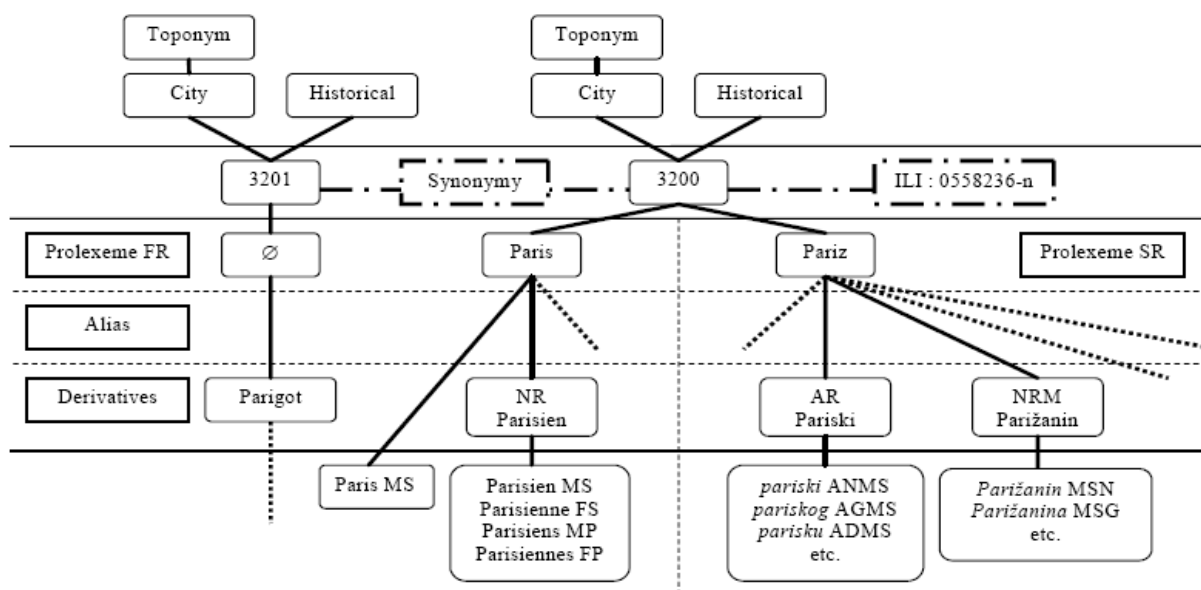 Toponym
Toponym
City
Historical
City
Historical
3201
Synonymy
3200
ILI : 0558236-n
Prolexeme FR
∅
Paris
Pariz
Prolexeme SR
Alias
Derivatives
Parigot
NR
Parisien
AR
Pariski
NRM
Parižanin
Paris MS
Parisien MS
Parisienne FS
Parisiens MP
Parisiennes FP
pariski ANMS
pariskog AGMS
parisku ADMS
etc.
Parižanin MSN
Parižanina MSG
etc.